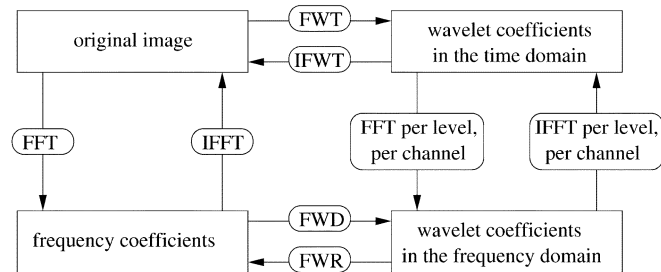 FWT
original image
wavelet coefficients
in the time domain
IFWT
FFT
IFFT
FFT per level,
per channel
IFFT per level,
per channel
FWD
frequency coefficients
wavelet coefficients
in the frequency domain
FWR